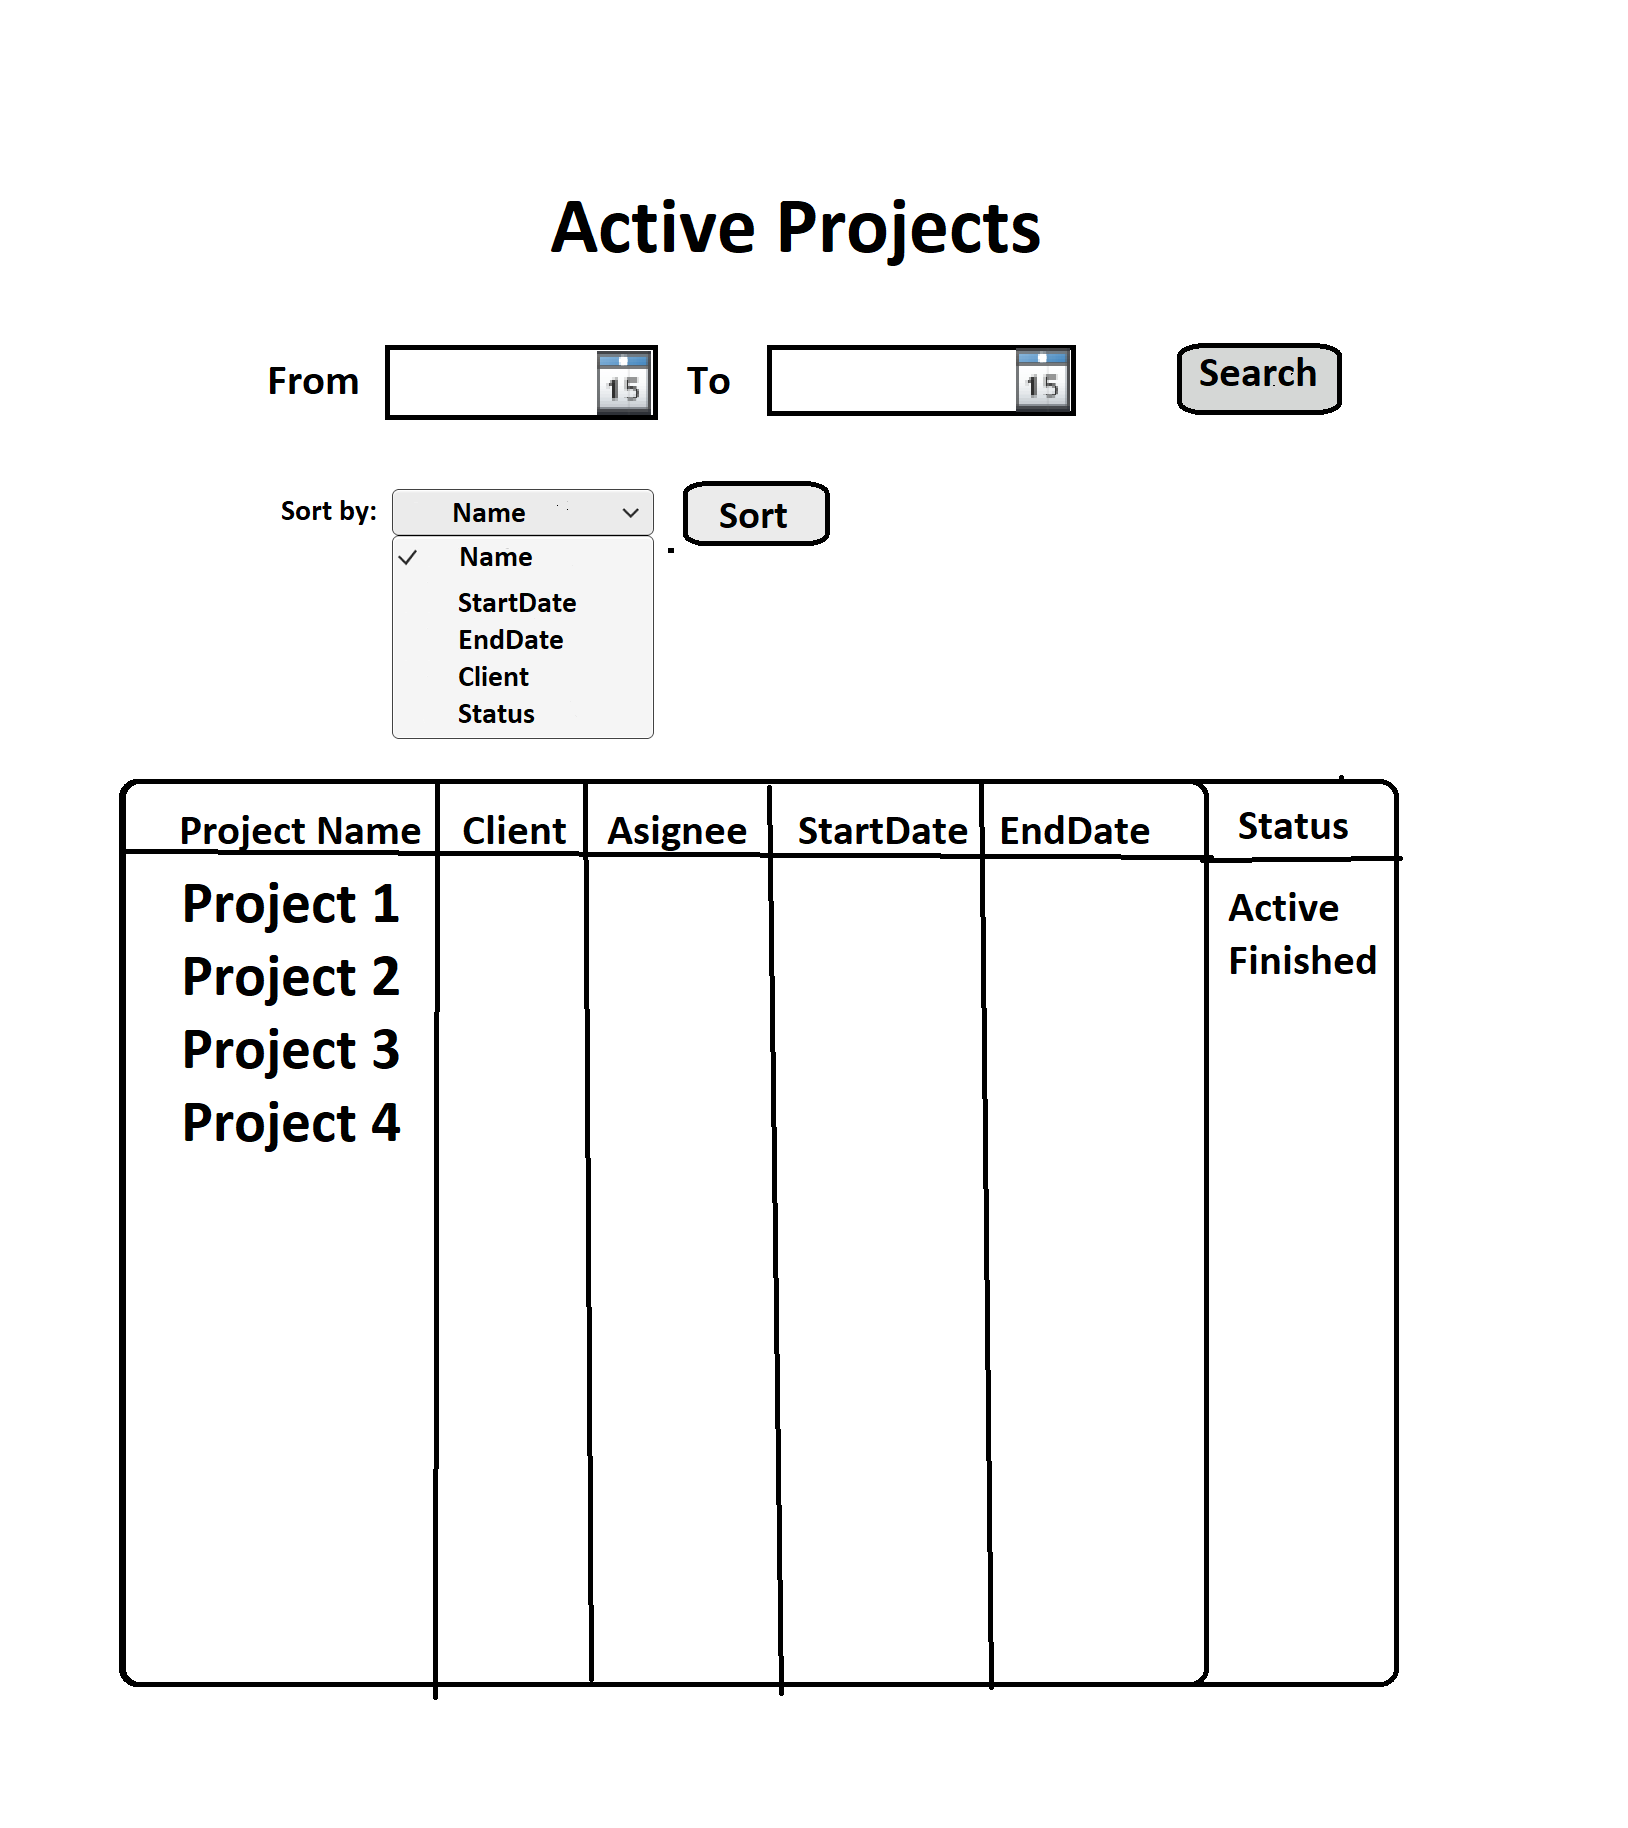 Active Projects
From 15 To 15 Search
Sort by: Name Sort
Name
StartDate
EndDate
Client
Status
Project Name Client Asignee StartDate EndDate Status
Project 1 Active
Project 2 Finished
Project 3
Project 4